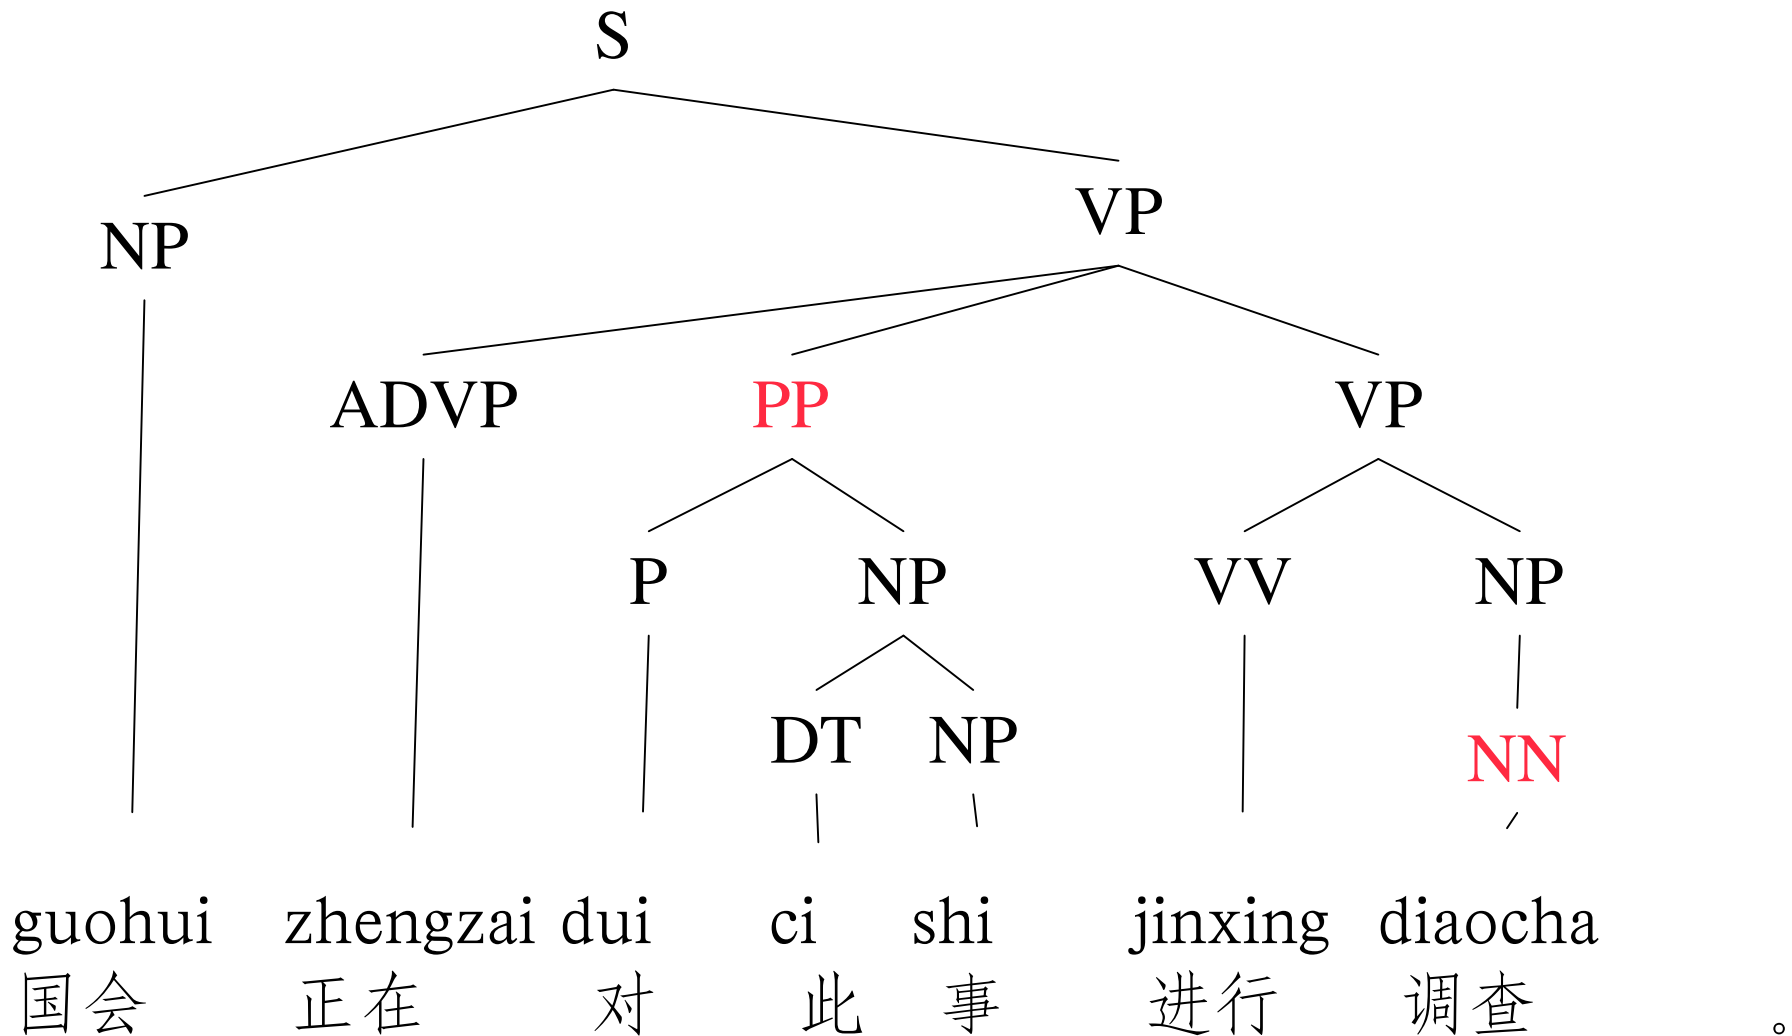 S
NP VP
ADVP PP VP
P NP VV NP
DT NP NN
guohui zhengzai dui ci shi jinxing diaocha
国会 正在 对 此 事 进行 调查 。